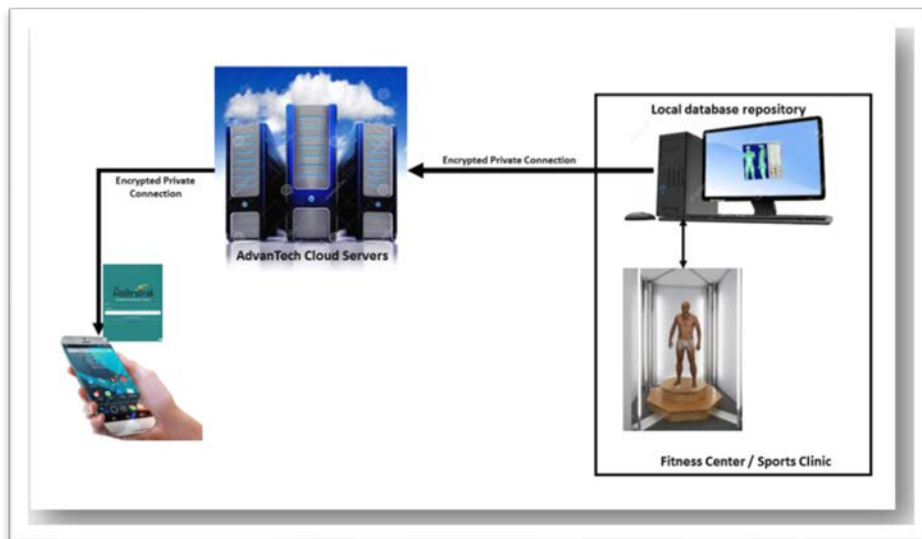 Local database repository
Encrypted Private Connection
Encrypted Private
Connection
AdvanTech Cloud Servers
Fitness Center / Sports Clinic